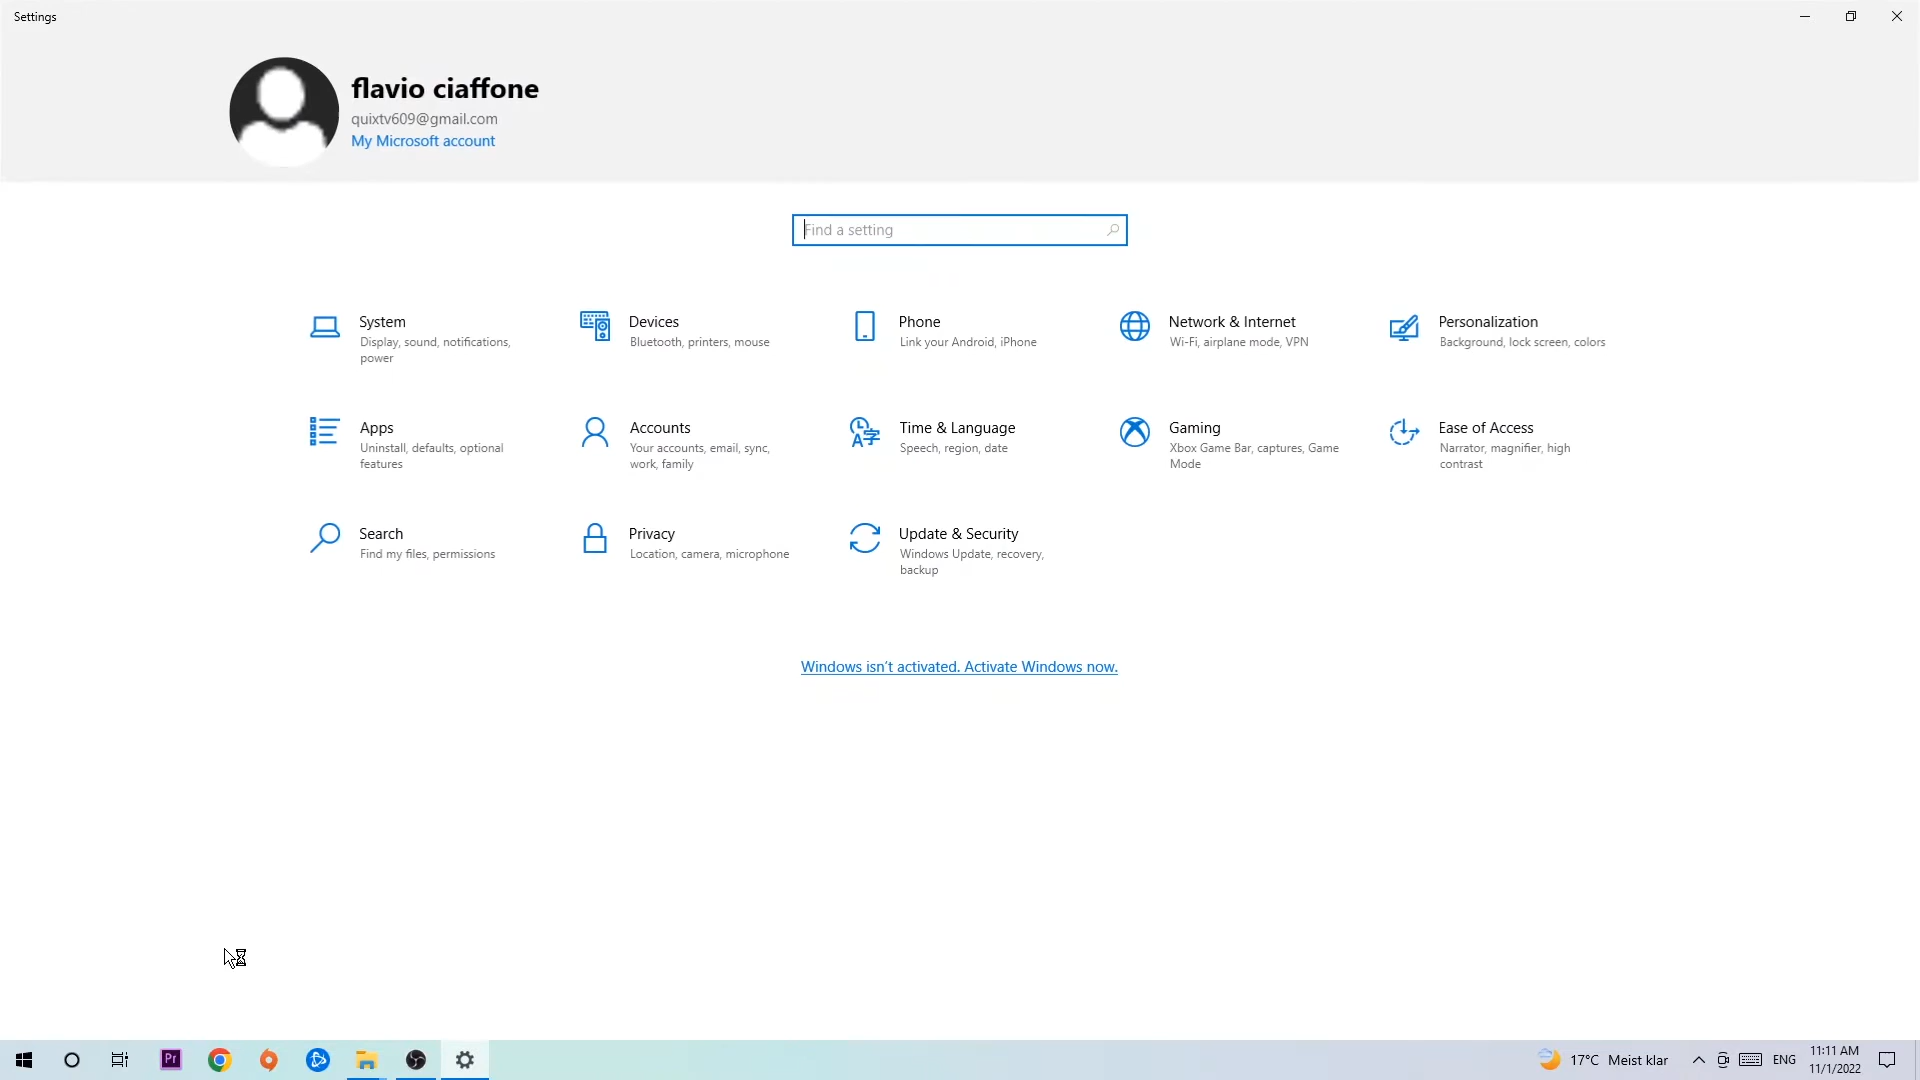 Settings
flavio ciaffone
quixtv609@gmail.com
My Microsoft account
Find a setting
System
Display, sound, notifications,
power
Devices
Bluetooth, printers, mouse
Phone
Link your Android, iPhone
Network & Internet
Wi-Fi, airplane mode, VPN
Personalization
Background, lock screen, colors
Apps
Uninstall, defaults, optional
features
Accounts
Your accounts, email, sync,
work, family
Time & Language
Speech, region, date
Gaming
Xbox Game Bar, captures, Game
Mode
Ease of Access
Narrator, magnifier, high
contrast
Search
Find my files, permissions
Privacy
Location, camera, microphone
Update & Security
Windows Update, recovery,
backup
Windows isn't activated. Activate Windows now.
Pr
17°C Meist klar
ENG
11:11 AM
11/1/2022